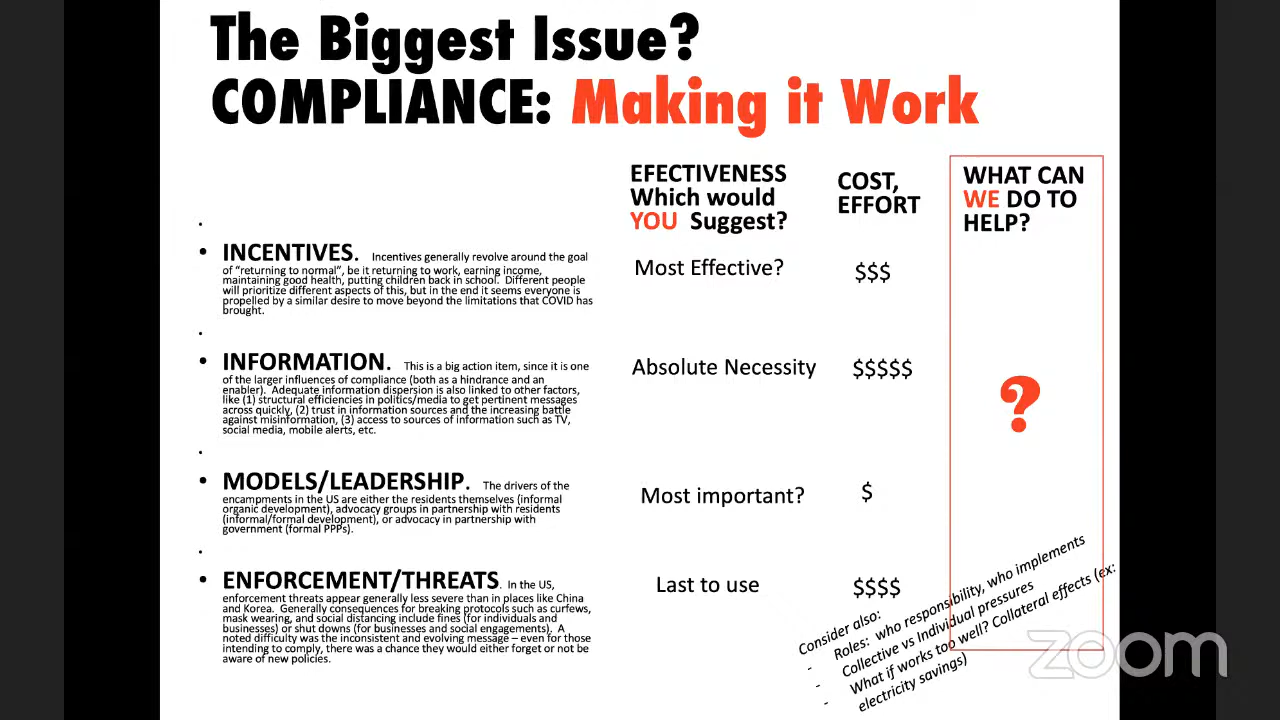 The Biggest Issue?
COMPLIANCE: Making it Work
EFECTIVENESS
Which would
YOU Suggest?
COST,
EFFORT
WHAT CAN
WE DO TO
HELP?
• INCENTIVES. Incentives generally revolve around the goal
of “returning to normal”, be it returning to work, earning income,
maintaining good health, putting children back in school. Different people
will prioritize different aspects of this, but in the end it seems everyone is
propelled by a similar desire to move beyond the limitations that COVID has
brought.
Most Effective?
$$$
• INFORMATION. This is a big action item, since it is one
of the larger influences of compliance (both as a hindrance and an
enabler). Adequate information dispersion is also linked to other factors,
like (1) structural efficiencies in politics/media to get pertinent messages
across quickly, (2) trust in information sources and the increasing battle
against misinformation, (3) access to sources of information such as TV,
social media, mobile alerts, etc.
Absolute Necessity
$$$$$
?
• MODELS/LEADERSHIP. The drivers of the
encampments in the US are either the residents themselves (informal
organic development), advocacy groups in partnership with residents
(informal/formal development), or advocacy in partnership with
government (formal PPPs).
Most important?
$
• ENFORCEMENT/THREATS. In the US,
enforcement threats appear generally less severe than in places like China
and Korea. Generally consequences for breaking protocols such as curfews,
mask wearing, and social distancing include fines (for individuals and
businesses) or shut downs (for businesses and social engagements). A
noted difficulty was the inconsistent and evolving message – even for those
intending to comply, there was a chance they would either forget or not be
aware of new policies.
Last to use
$$$$
Consider also:
- Roles: who responsibility, who implements
- Collective vs Individual pressures
- What if works too well? Collateral effects (ex:
electricity savings)
zoom